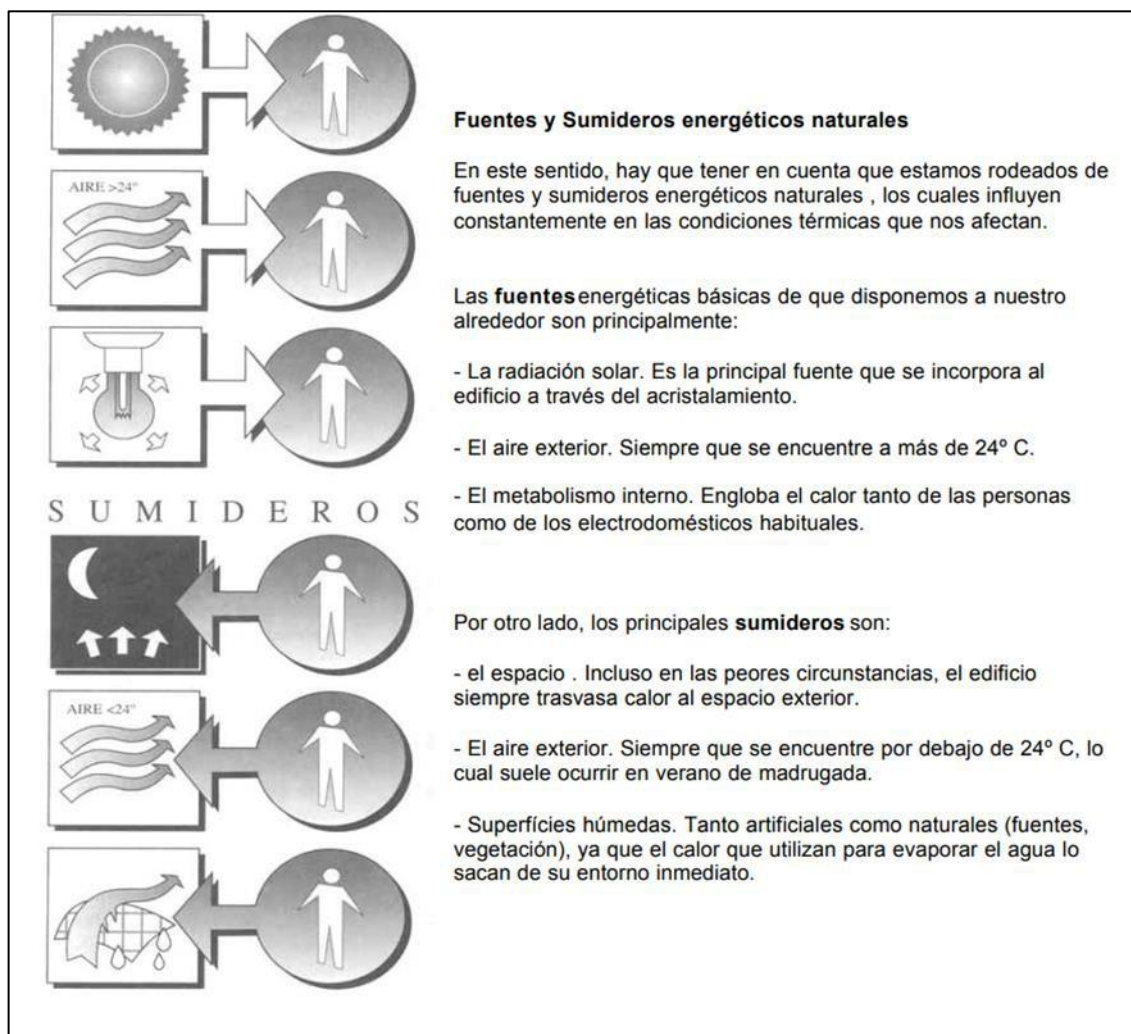 Fuentes y Sumideros energéticos naturales
En este sentido, hay que tener en cuenta que estamos rodeados de
fuentes y sumideros energéticos naturales , los cuales influyen
constantemente en las condiciones térmicas que nos afectan.
Las fuentes energéticas básicas de que disponemos a nuestro
alrededor son principalmente:
- La radiación solar. Es la principal fuente que se incorpora al
edificio a través del acristalamiento.
- El aire exterior. Siempre que se encuentre a más de 24º C.
- El metabolismo interno. Engloba el calor tanto de las personas
como de los electrodomésticos habituales.
Por otro lado, los principales sumideros son:
- el espacio . Incluso en las peores circunstancias, el edificio
siempre trasvasa calor al espacio exterior.
- El aire exterior. Siempre que se encuentre por debajo de 24º C, lo
cual suele ocurrir en verano de madrugada.
- Superfícies húmedas. Tanto artificiales como naturales (fuentes,
vegetación), ya que el calor que utilizan para evaporar el agua lo
sacan de su entorno inmediato.
AIRE >24º
SUMIDEROS
AIRE <24º